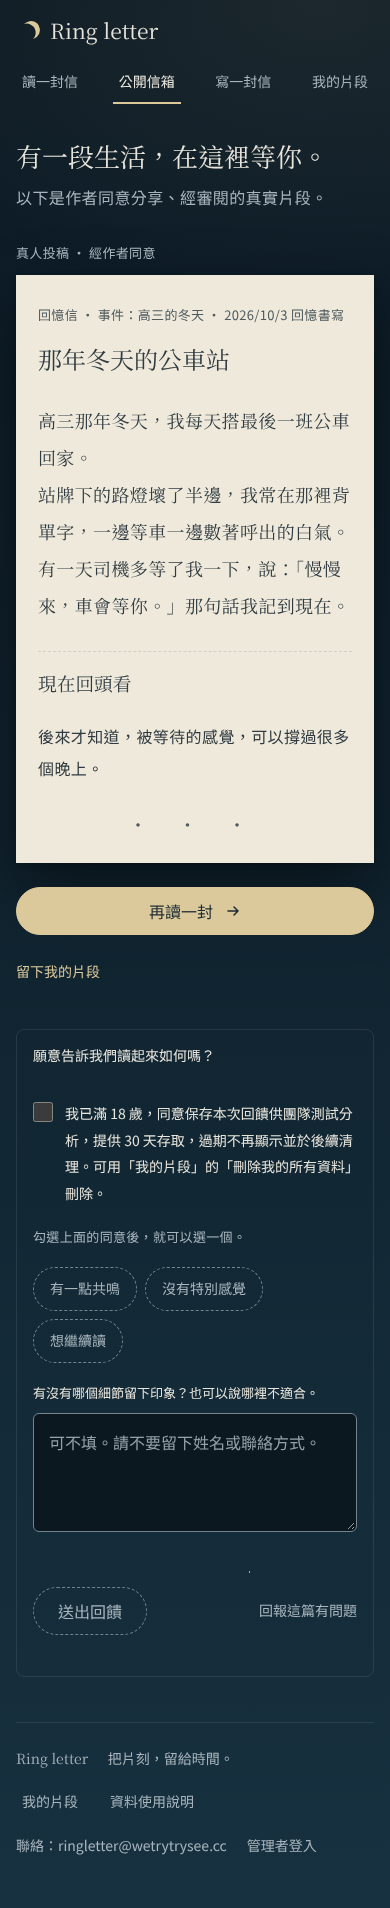 Ring letter
讀一封信 公開信箱 寫一封信 我的片段
有一段生活，在這裡等你。
以下是作者同意分享、經審閱的真實片段。
真人投稿 · 經作者同意
回憶信 · 事件：高三的冬天 · 2026/10/3 回憶書寫
那年冬天的公車站
高三那年冬天，我每天搭最後一班公車
回家。
站牌下的路燈壞了半邊，我常在那裡背
單字，一邊等車一邊數著呼出的白氣。
有一天司機多等了我一下，說：「慢慢
來，車會等你。」那句話我記到現在。
現在回頭看
後來才知道，被等待的感覺，可以撐過很多
個晚上。
· · ·
再讀一封 →
留下我的片段
願意告訴我們讀起來如何嗎？
我已滿 18 歲，同意保存本次回饋供團隊測試分
析，提供 30 天存取，過期不再顯示並於後續清
理。可用「我的片段」的「刪除我的所有資料」
刪除。
勾選上面的同意後，就可以選一個。
有一點共鳴 沒有特別感覺
想繼續讀
有沒有哪個細節留下印象？也可以說哪裡不適合。
可不填。請不要留下姓名或聯絡方式。
送出回饋 回報這篇有問題
Ring letter 把片刻，留給時間。
我的片段 資料使用說明
聯絡：ringletter@wetrytrysee.cc 管理者登入